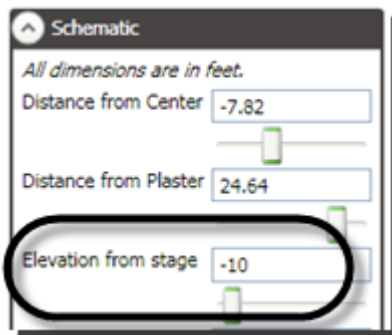 Schematic
All dimensions are in feet.
Distance from Center -7.82
Distance from Plaster 24.64
Elevation from stage -10